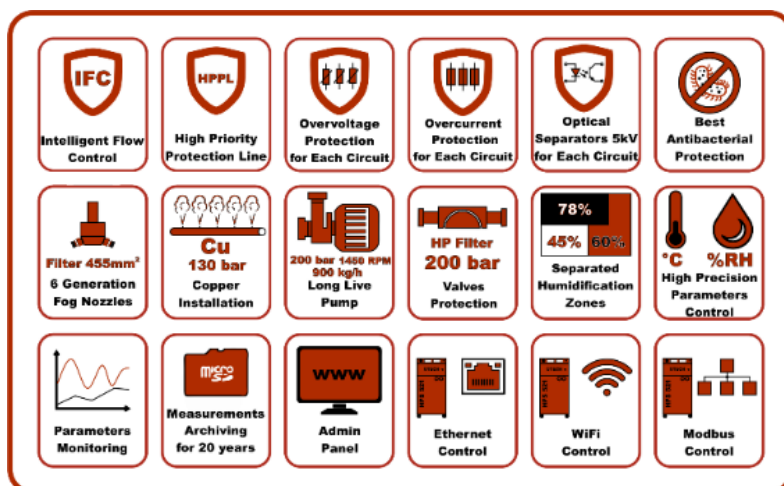 IFC
Intelligent Flow
Control
HPPL
High Priority
Protection Line
Overvoltage
Protection
for Each Circuit
Overcurrent
Protection
for Each Circuit
Optical
Separators 5kV
for Each Circuit
Best
Antibacterial
Protection
Filter 455mm²
6 Generation
Fog Nozzles
Cu
130 bar
Copper
Installation
200 bar 1450 RPM
900 kg/h
Long Live
Pump
HP Filter
200 bar
Valves
Protection
78%
45% 60%
Separated
Humidification
Zones
°C %RH
High Precision
Parameters
Control
Parameters
Monitoring
micro
SD
Measurements
Archiving
for 20 years
www
Admin
Panel
Ethernet
Control
WiFi
Control
Modbus
Control